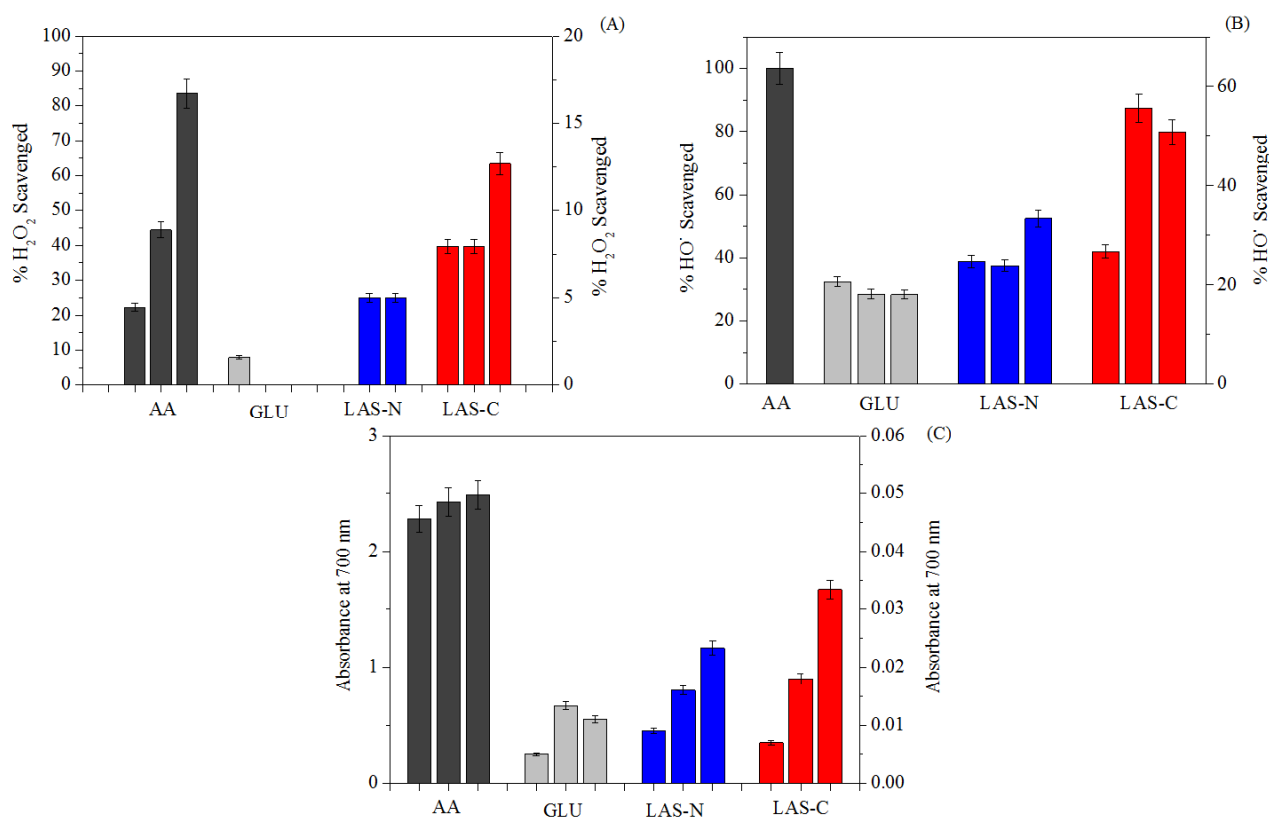 (A)
% H2O2 Scavenged
100
90
80
70
60
50
40
30
20
10
0
20
15
10
5
0
% H2O2 Scavenged
AA
GLU
LAS-N
LAS-C
(B)
% HO· Scavenged
100
80
60
40
20
0
60
40
20
0
% HO· Scavenged
AA
GLU
LAS-N
LAS-C
(C)
Absorbance at 700 nm
3
2
1
0
0.06
0.05
0.04
0.03
0.02
0.01
0.00
Absorbance at 700 nm
AA
GLU
LAS-N
LAS-C